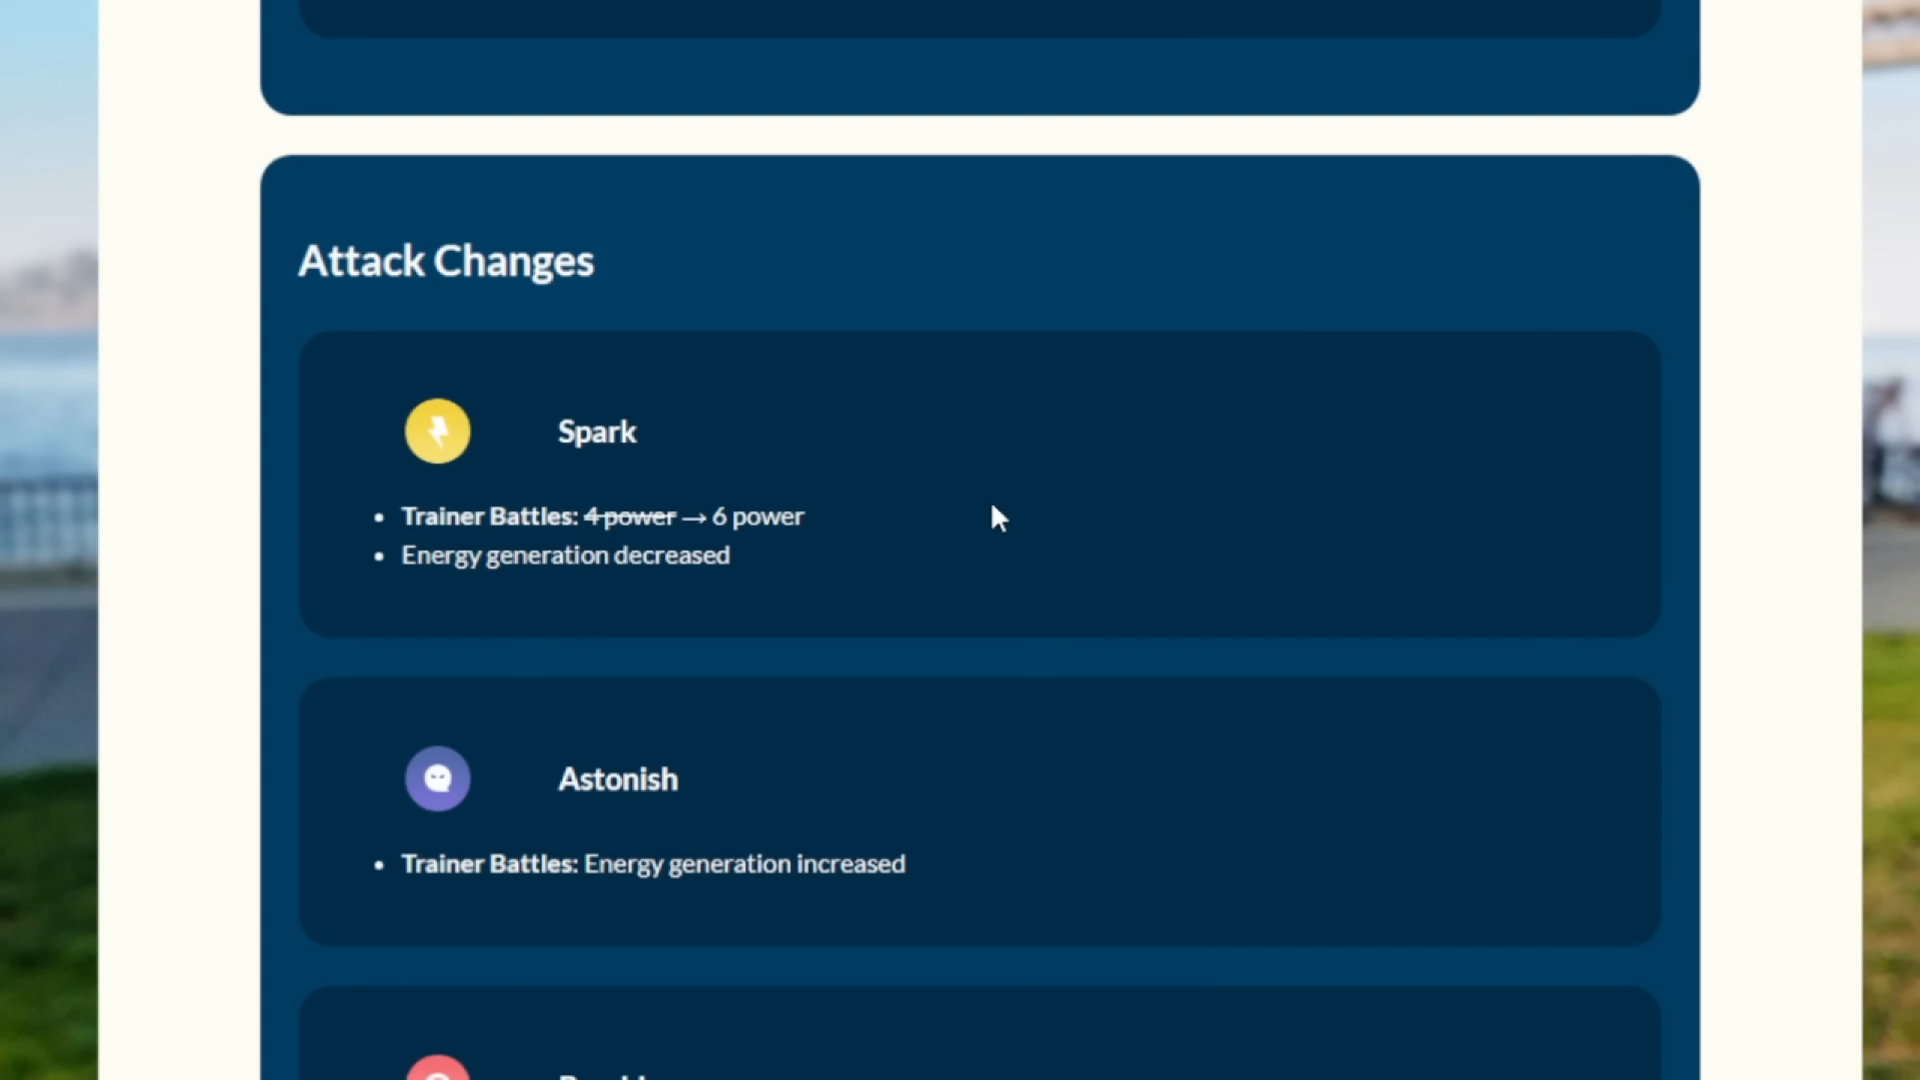 Attack Changes
Spark
Trainer Battles: 4 power → 6 power
Energy generation decreased
Astonish
Trainer Battles: Energy generation increased